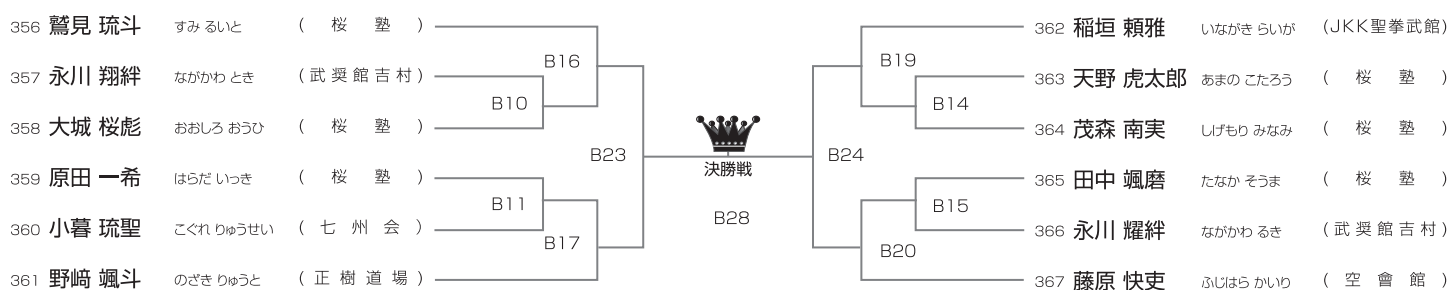 356 鷲見 琉斗 すみ るいと (桜塾)
357 永川 翔絆 ながかわ とき (武奨館吉村)
358 大城 桜彪 おおしろ おうひ (桜塾)
359 原田 一希 はらだ いっき (桜塾)
360 小暮 琉聖 こぐれ りゅうせい (七州会)
361 野﨑 颯斗 のざき りゅうと (正樹道場)
B16
B10
B23
B11
B17
決勝戦
B28
B19
B14
B24
B15
B20
362 稲垣 頼雅 いながき らいが (JKK聖拳武館)
363 天野 虎太郎 あまの こたろう (桜塾)
364 茂森 南実 しげもり みなみ (桜塾)
365 田中 颯磨 たなか そうま (桜塾)
366 永川 耀絆 ながかわ るき (武奨館吉村)
367 藤原 快吏 ふじはら かいり (空會館)